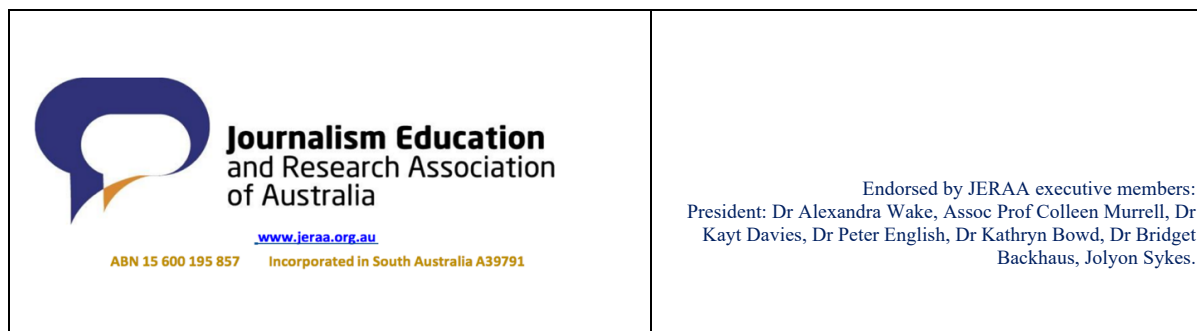 Journalism Education
and Research Association
of Australia
www.jeraa.org.au
ABN 15 600 195 857 Incorporated in South Australia A39791
Endorsed by JERAA executive members:
President: Dr Alexandra Wake, Assoc Prof Colleen Murrell, Dr
Kayt Davies, Dr Peter English, Dr Kathryn Bowd, Dr Bridget
Backhaus, Jolyon Sykes.